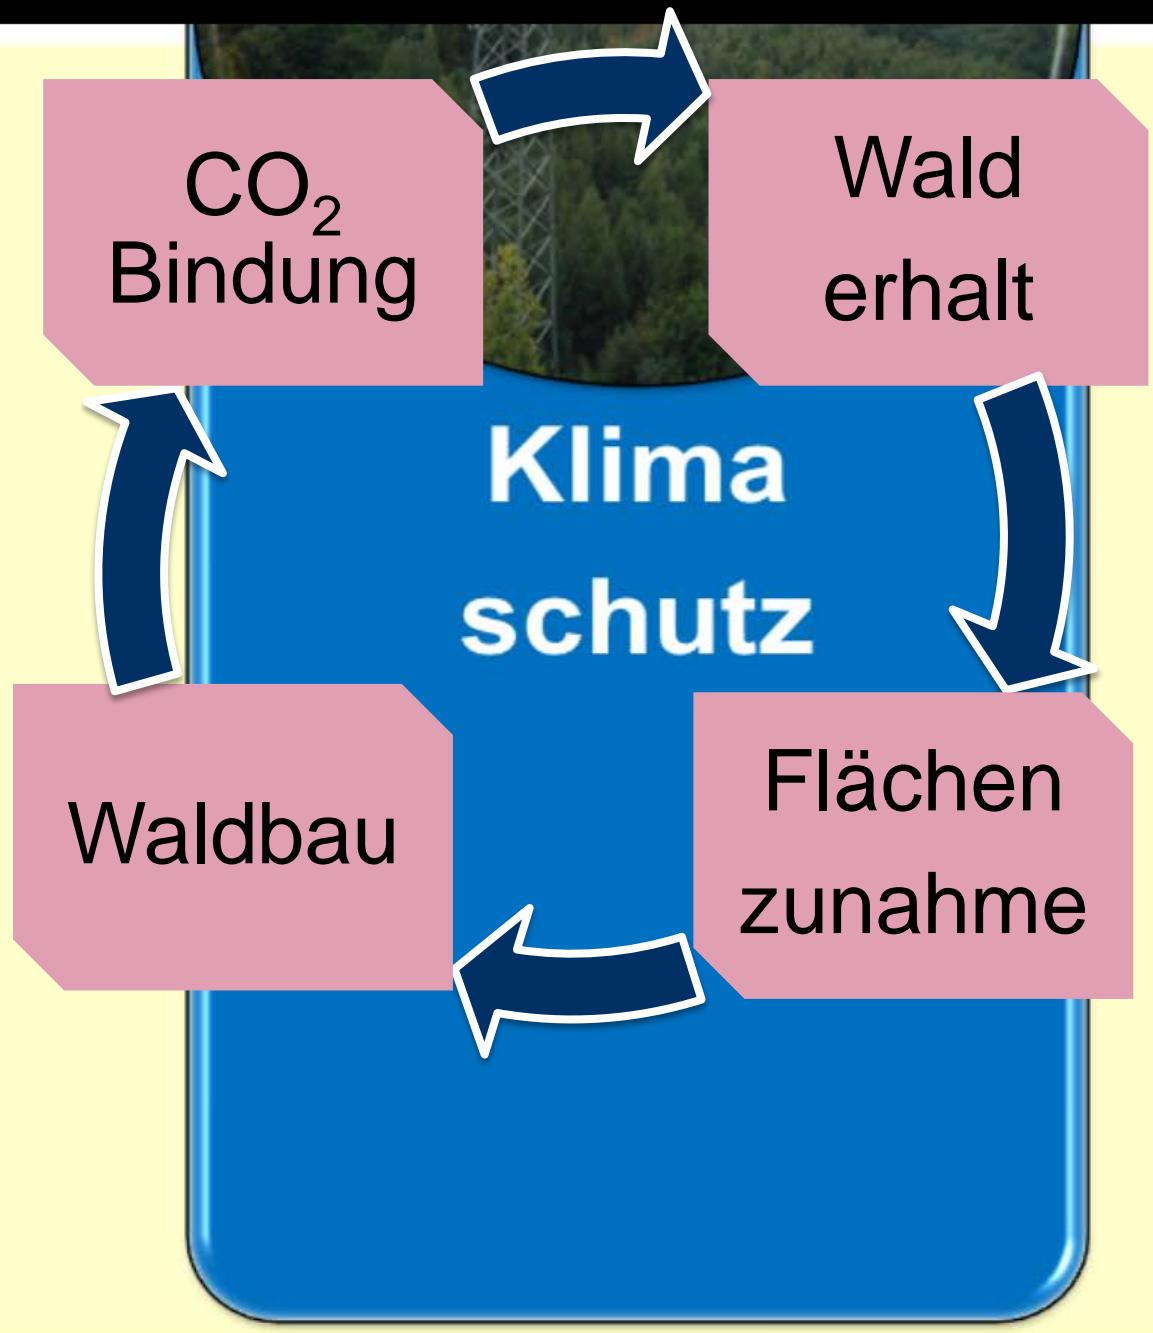 CO₂
Bindung
Wald
erhalt
Klima
schutz
Waldbau
Flächen
zunahme